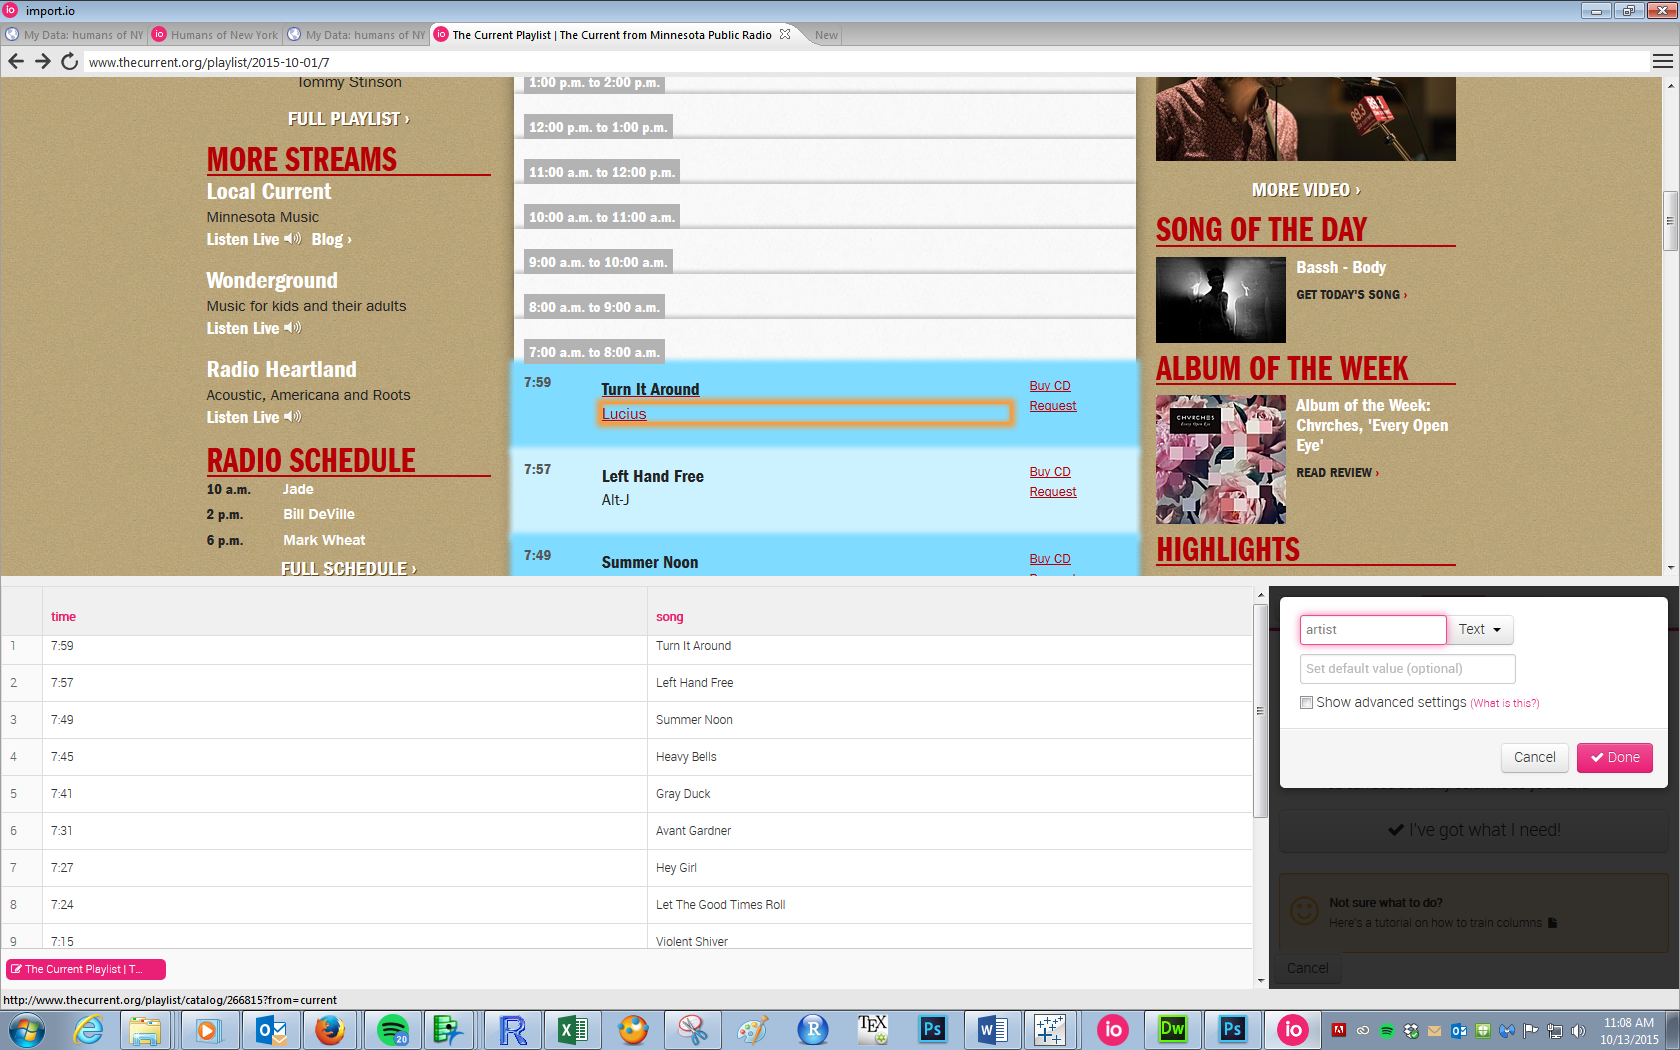 import.io
My Data: humans of NY
Humans of New York
My Data: humans of NY
The Current Playlist | The Current from Minnesota Public Radio
New
www.thecurrent.org/playlist/2015-10-01/7
Tommy Stinson
FULL PLAYLIST ›
MORE STREAMS
Local Current
Minnesota Music
Listen Live Blog ›
Wonderground
Music for kids and their adults
Listen Live
Radio Heartland
Acoustic, Americana and Roots
Listen Live
RADIO SCHEDULE
10 a.m. Jade
2 p.m. Bill DeVille
6 p.m. Mark Wheat
FULL SCHEDULE ›
1:00 p.m. to 2:00 p.m.
12:00 p.m. to 1:00 p.m.
11:00 a.m. to 12:00 p.m.
10:00 a.m. to 11:00 a.m.
9:00 a.m. to 10:00 a.m.
8:00 a.m. to 9:00 a.m.
7:00 a.m. to 8:00 a.m.
7:59 Turn It Around Buy CD
Lucius Request
7:57 Left Hand Free Buy CD
Alt-J Request
7:49 Summer Noon Buy CD
89.3
MORE VIDEO ›
SONG OF THE DAY
Bassh - Body
GET TODAY'S SONG ›
ALBUM OF THE WEEK
CHVRCHES
Every Open Eye
Album of the Week:
Chvrches, 'Every Open
Eye'
READ REVIEW ›
HIGHLIGHTS
time song
1 7:59 Turn It Around
2 7:57 Left Hand Free
3 7:49 Summer Noon
4 7:45 Heavy Bells
5 7:41 Gray Duck
6 7:31 Avant Gardner
7 7:27 Hey Girl
8 7:24 Let The Good Times Roll
9 7:15 Violent Shiver
The Current Playlist | T...
artist Text
Set default value (optional)
Show advanced settings (What is this?)
Cancel Done
I've got what I need!
Not sure what to do?
Here's a tutorial on how to train columns
Cancel
http://www.thecurrent.org/playlist/catalog/266815?from=current
20
TEX
Ps
Dw
Ps
io
11:08 AM
10/13/2015